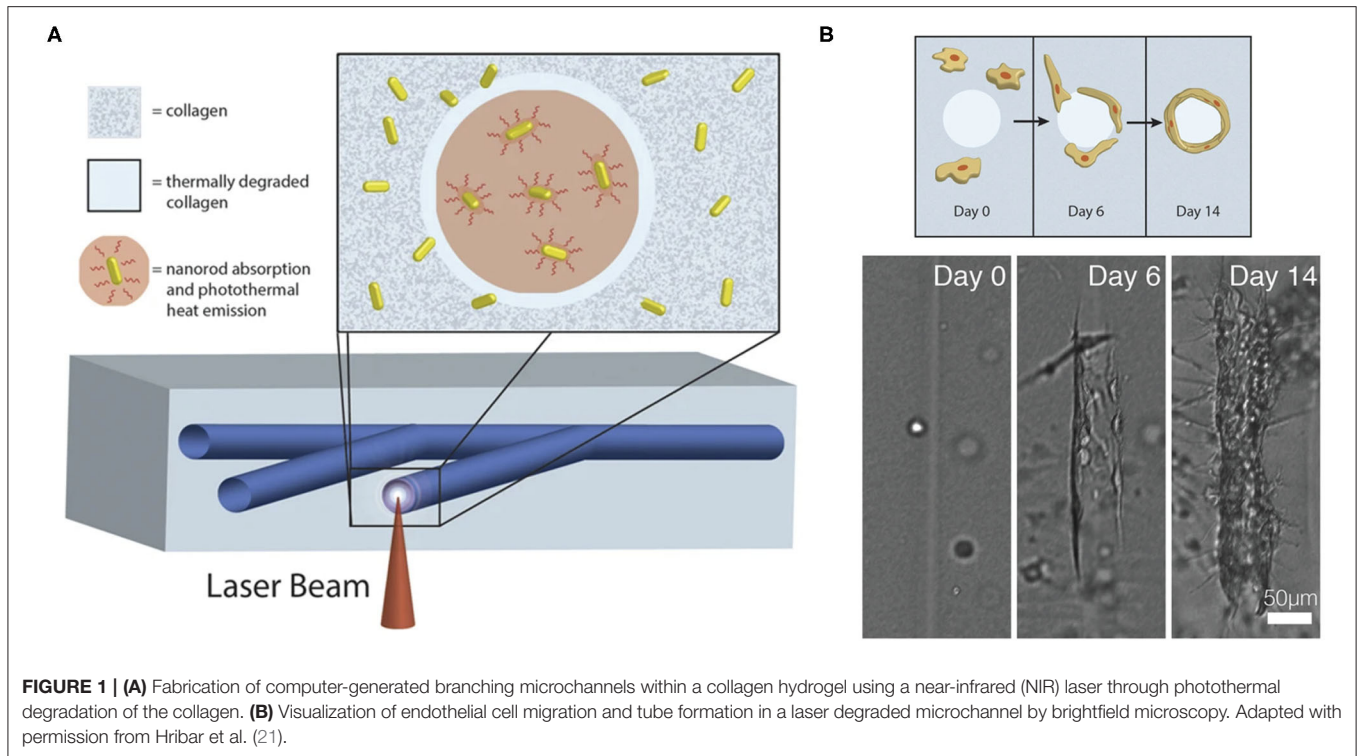 A
= collagen
= thermally degraded
collagen
= nanorod absorption
and photothermal
heat emission
Laser Beam
B
Day 0
Day 6
Day 14
Day 0
Day 6
Day 14
50µm
FIGURE 1 | (A) Fabrication of computer-generated branching microchannels within a collagen hydrogel using a near-infrared (NIR) laser through photothermal
degradation of the collagen. (B) Visualization of endothelial cell migration and tube formation in a laser degraded microchannel by brightfield microscopy. Adapted with
permission from Hribar et al. (21).